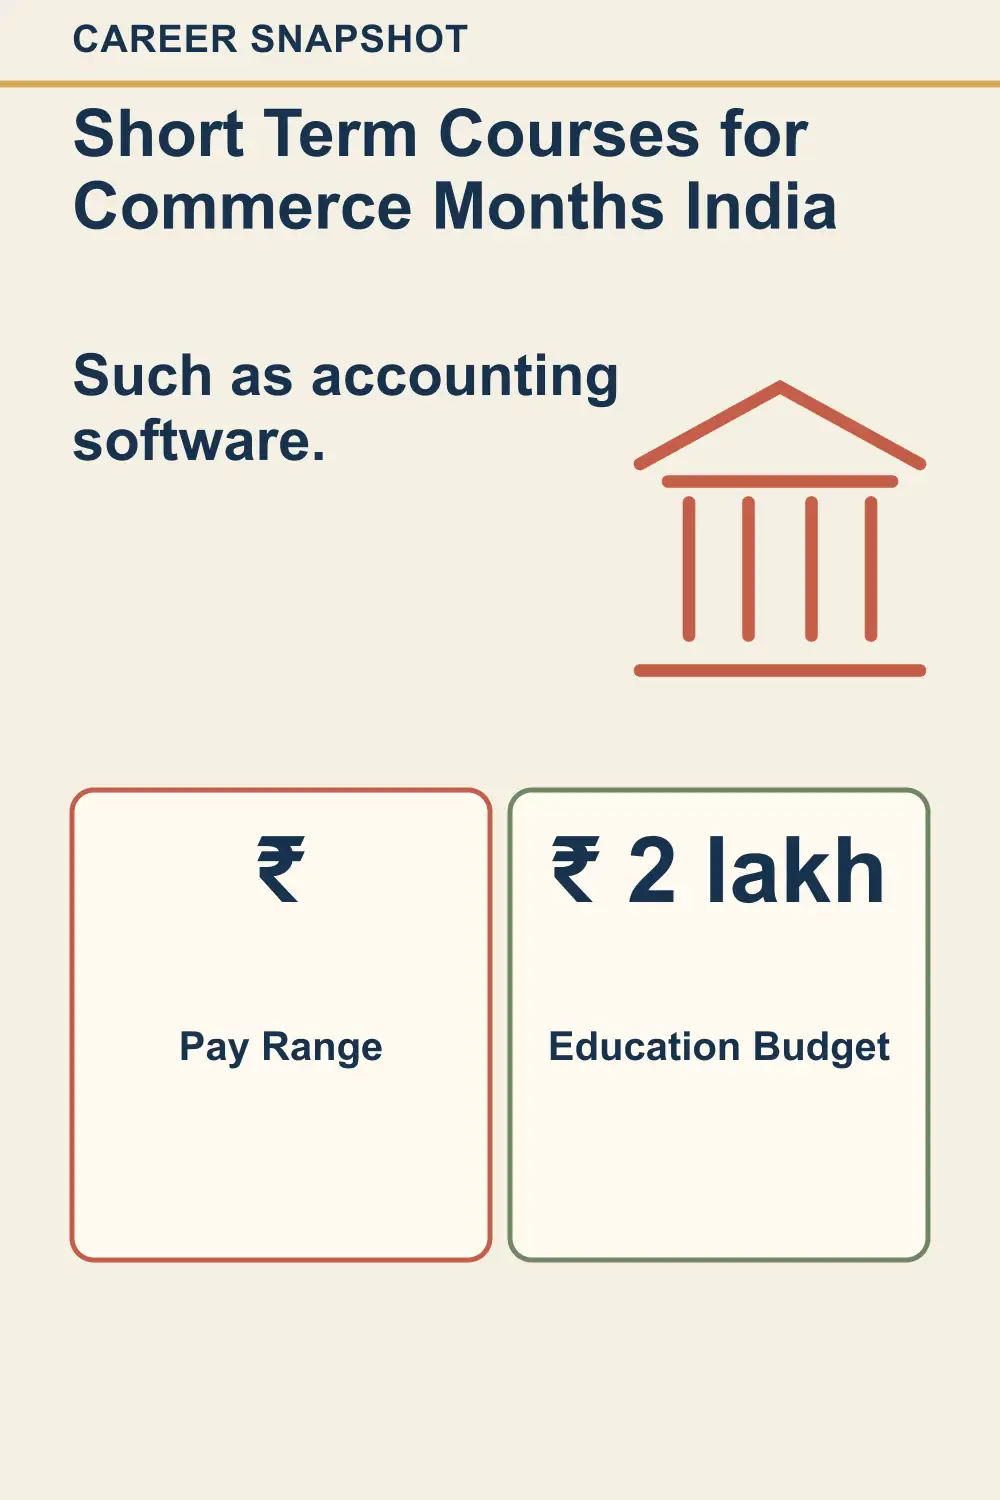 CAREER SNAPSHOT
Short Term Courses for
Commerce Months India
Such as accounting
software.
₹
Pay Range
₹ 2 lakh
Education Budget